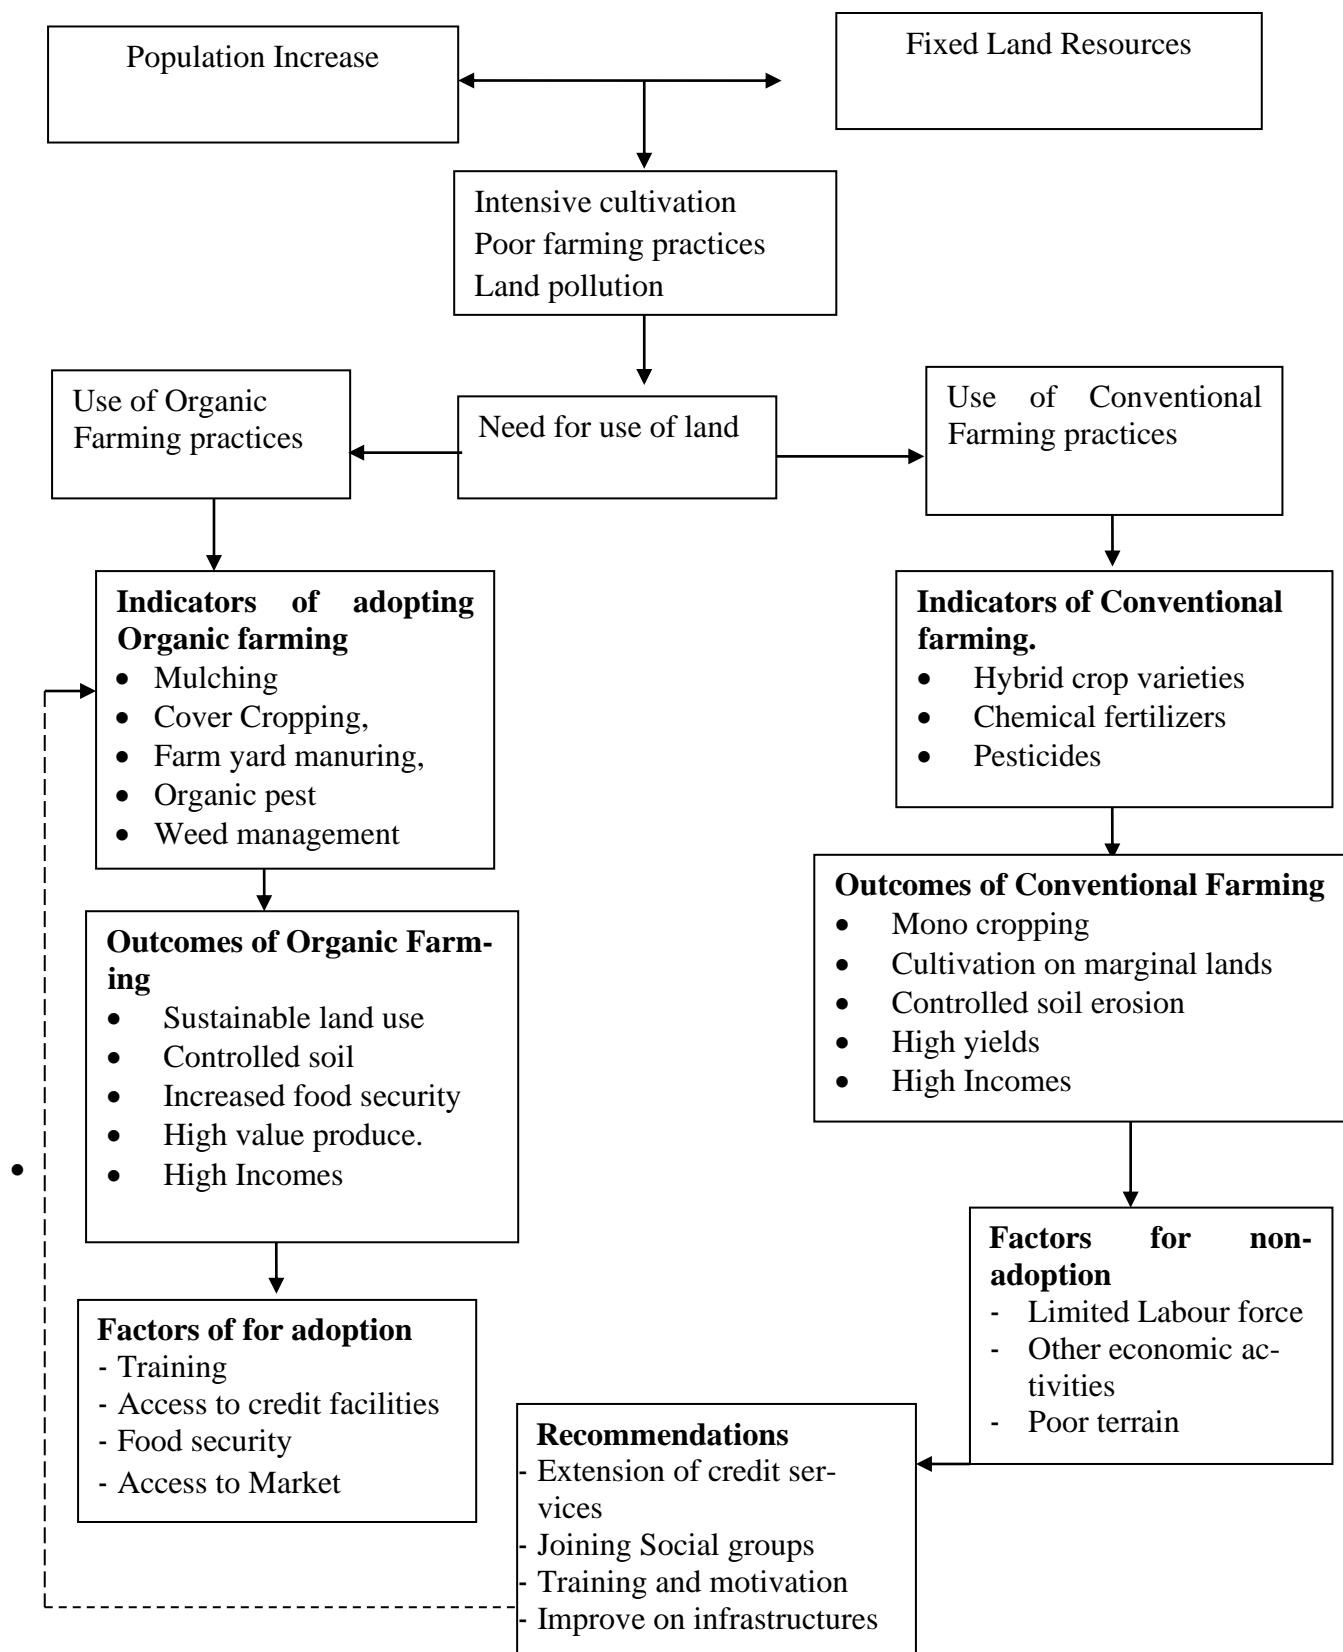 Population Increase
Fixed Land Resources
Intensive cultivation
Poor farming practices
Land pollution
Use of Organic
Farming practices
Need for use of land
Use of Conventional
Farming practices
Indicators of adopting
Organic farming
• Mulching
• Cover Cropping,
• Farm yard manuring,
• Organic pest
• Weed management
Indicators of Conventional
farming.
• Hybrid crop varieties
• Chemical fertilizers
• Pesticides
Outcomes of Organic Farm-
ing
• Sustainable land use
• Controlled soil
• Increased food security
• High value produce.
• High Incomes
Outcomes of Conventional Farming
• Mono cropping
• Cultivation on marginal lands
• Controlled soil erosion
• High yields
• High Incomes
•
Factors of for adoption
- Training
- Access to credit facilities
- Food security
- Access to Market
Factors for non-
adoption
- Limited Labour force
- Other economic ac-
tivities
- Poor terrain
Recommendations
- Extension of credit ser-
vices
- Joining Social groups
- Training and motivation
- Improve on infrastructures